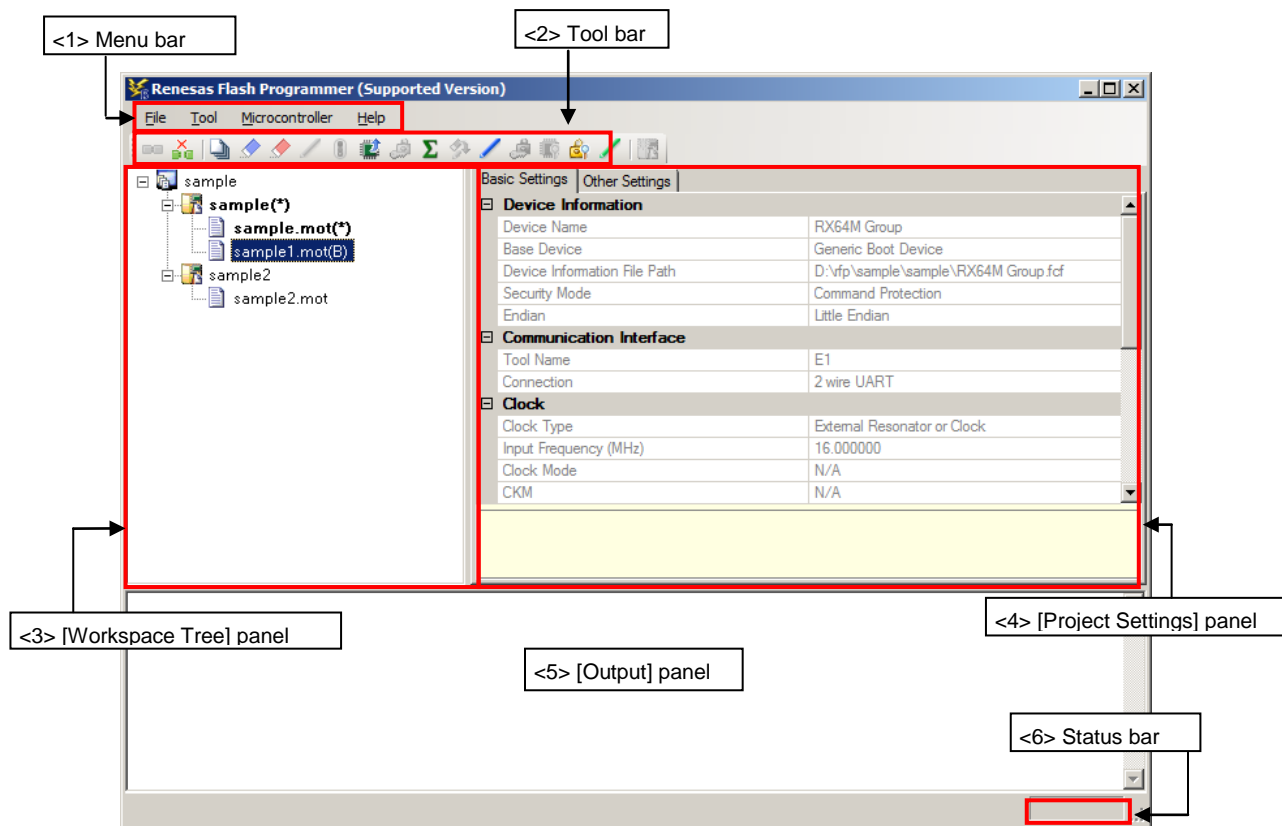 <1> Menu bar
<2> Tool bar
Renesas Flash Programmer (Supported Version)
File Tool Microcontroller Help
sample
sample(*)
sample.mot(*)
sample1.mot(B)
sample2
sample2.mot
Basic Settings Other Settings
Device Information
Device Name RX64M Group
Base Device Generic Boot Device
Device Information File Path D:\rfp\sample\sample\RX64M Group.fcf
Security Mode Command Protection
Endian Little Endian
Communication Interface
Tool Name E1
Connection 2 wire UART
Clock
Clock Type External Resonator or Clock
Input Frequency (MHz) 16.000000
Clock Mode N/A
CKM N/A
<3> [Workspace Tree] panel
<4> [Project Settings] panel
<5> [Output] panel
<6> Status bar